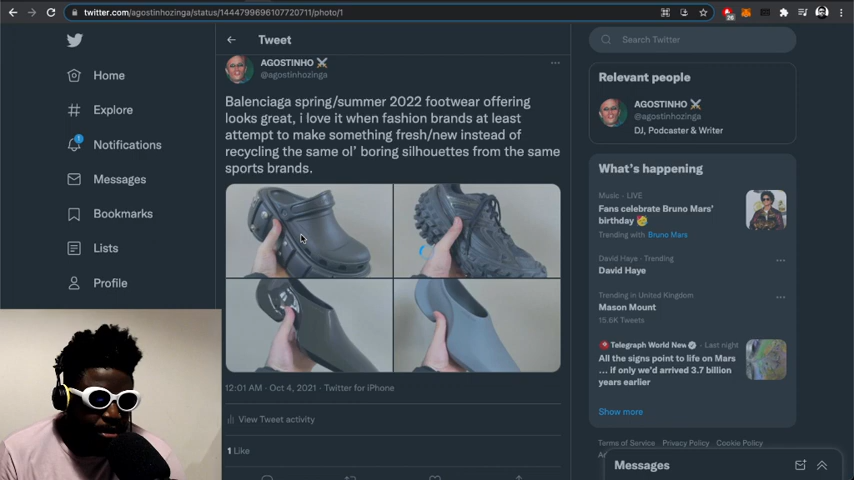 twitter.com/agostinhozinga/status/1444799696107720711/photo/1
26
Home
Explore
1
Notifications
Messages
Bookmarks
Lists
Profile
Tweet
AGOSTINHO
@agostinhozinga
Balenciaga spring/summer 2022 footwear offering
looks great, i love it when fashion brands at least
attempt to make something fresh/new instead of
recycling the same ol' boring silhouettes from the same
sports brands.
12:01 AM · Oct 4, 2021 · Twitter for iPhone
View Tweet activity
1 Like
Search Twitter
Relevant people
AGOSTINHO
@agostinhozinga
DJ, Podcaster & Writer
What's happening
Music · LIVE
Fans celebrate Bruno Mars'
birthday
Trending with Bruno Mars
David Haye · Trending
David Haye
Trending in United Kingdom
Mason Mount
15.6K Tweets
Telegraph World New · Last night
All the signs point to life on Mars
... if only we'd arrived 3.7 billion
years earlier
Show more
Terms of Service Privacy Policy Cookie Policy
Messages